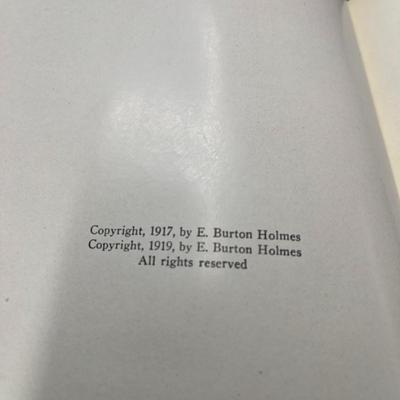 Copyright, 1917, by E. Burton Holmes
Copyright, 1919, by E. Burton Holmes
All rights reserved